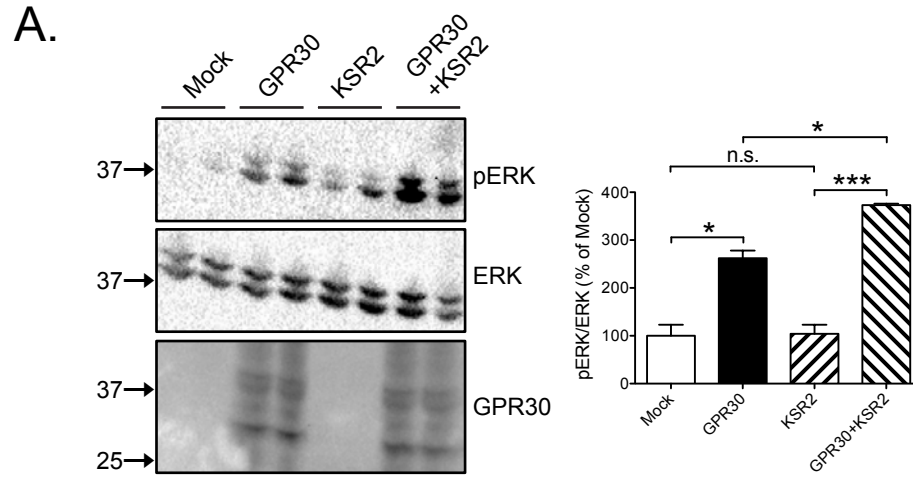 A.
Mock
GPR30
KSR2
GPR30
+KSR2
37
pERK
37
ERK
37
GPR30
25
*
n.s.
***
*
pERK/ERK (% of Mock)
400
300
200
100
0
Mock
GPR30
KSR2
GPR30+KSR2